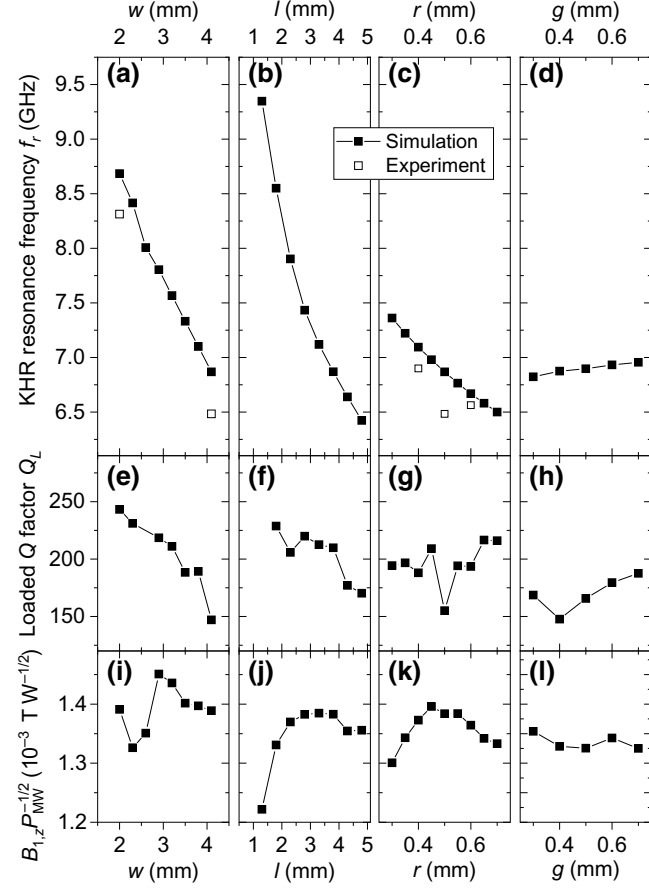 w (mm) l (mm) r (mm) g (mm)
2 3 4 1 2 3 4 5 0.4 0.6 0.4 0.6
(a) (b) (c) (d)
9.5
9.0
8.5
8.0
7.5
7.0
6.5
KHR resonance frequency fr (GHz)
Simulation
Experiment
(e) (f) (g) (h)
250
200
150
Loaded Q factor QL
(i) (j) (k) (l)
1.4
1.3
1.2
B1,z PMW^−1/2 (10^−3 T W^−1/2)
2 3 4 1 2 3 4 5 0.4 0.6 0.4 0.6
w (mm) l (mm) r (mm) g (mm)